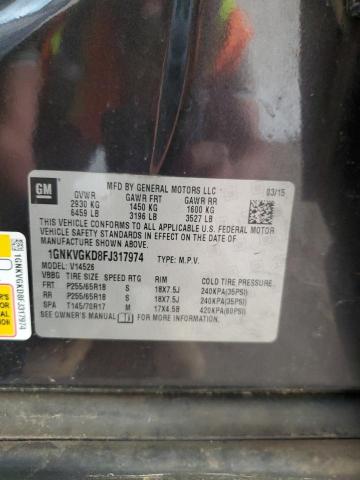 GM
MFD BY GENERAL MOTORS LLC
03/15
GVWR GAWR FRT GAWR RR
2930 KG 1450 KG 1600 KG
6459 LB 3196 LB 3527 LB
THIS VEHICLE CONFORMS TO ALL APPLICABLE U.S. FEDERAL MOTOR
VEHICLE SAFETY STANDARDS IN EFFECT ON THE DATE OF
MANUFACTURE SHOWN ABOVE.
1GNKVGKD8FJ317974 TYPE: M.P.V.
MODEL: V14526
VBBG TIRE SIZE SPEED RTG RIM COLD TIRE PRESSURE
FRT P255/65R18 S 18X7.5J 240KPA(35PSI)
RR P255/65R18 S 18X7.5J 240KPA(35PSI)
SPA T145/70R17 M 17X4.5B 420KPA(60PSI)
SEE OWNER'S MANUAL FOR MORE INFORMATION.
1GNKVGKD8FJ317974